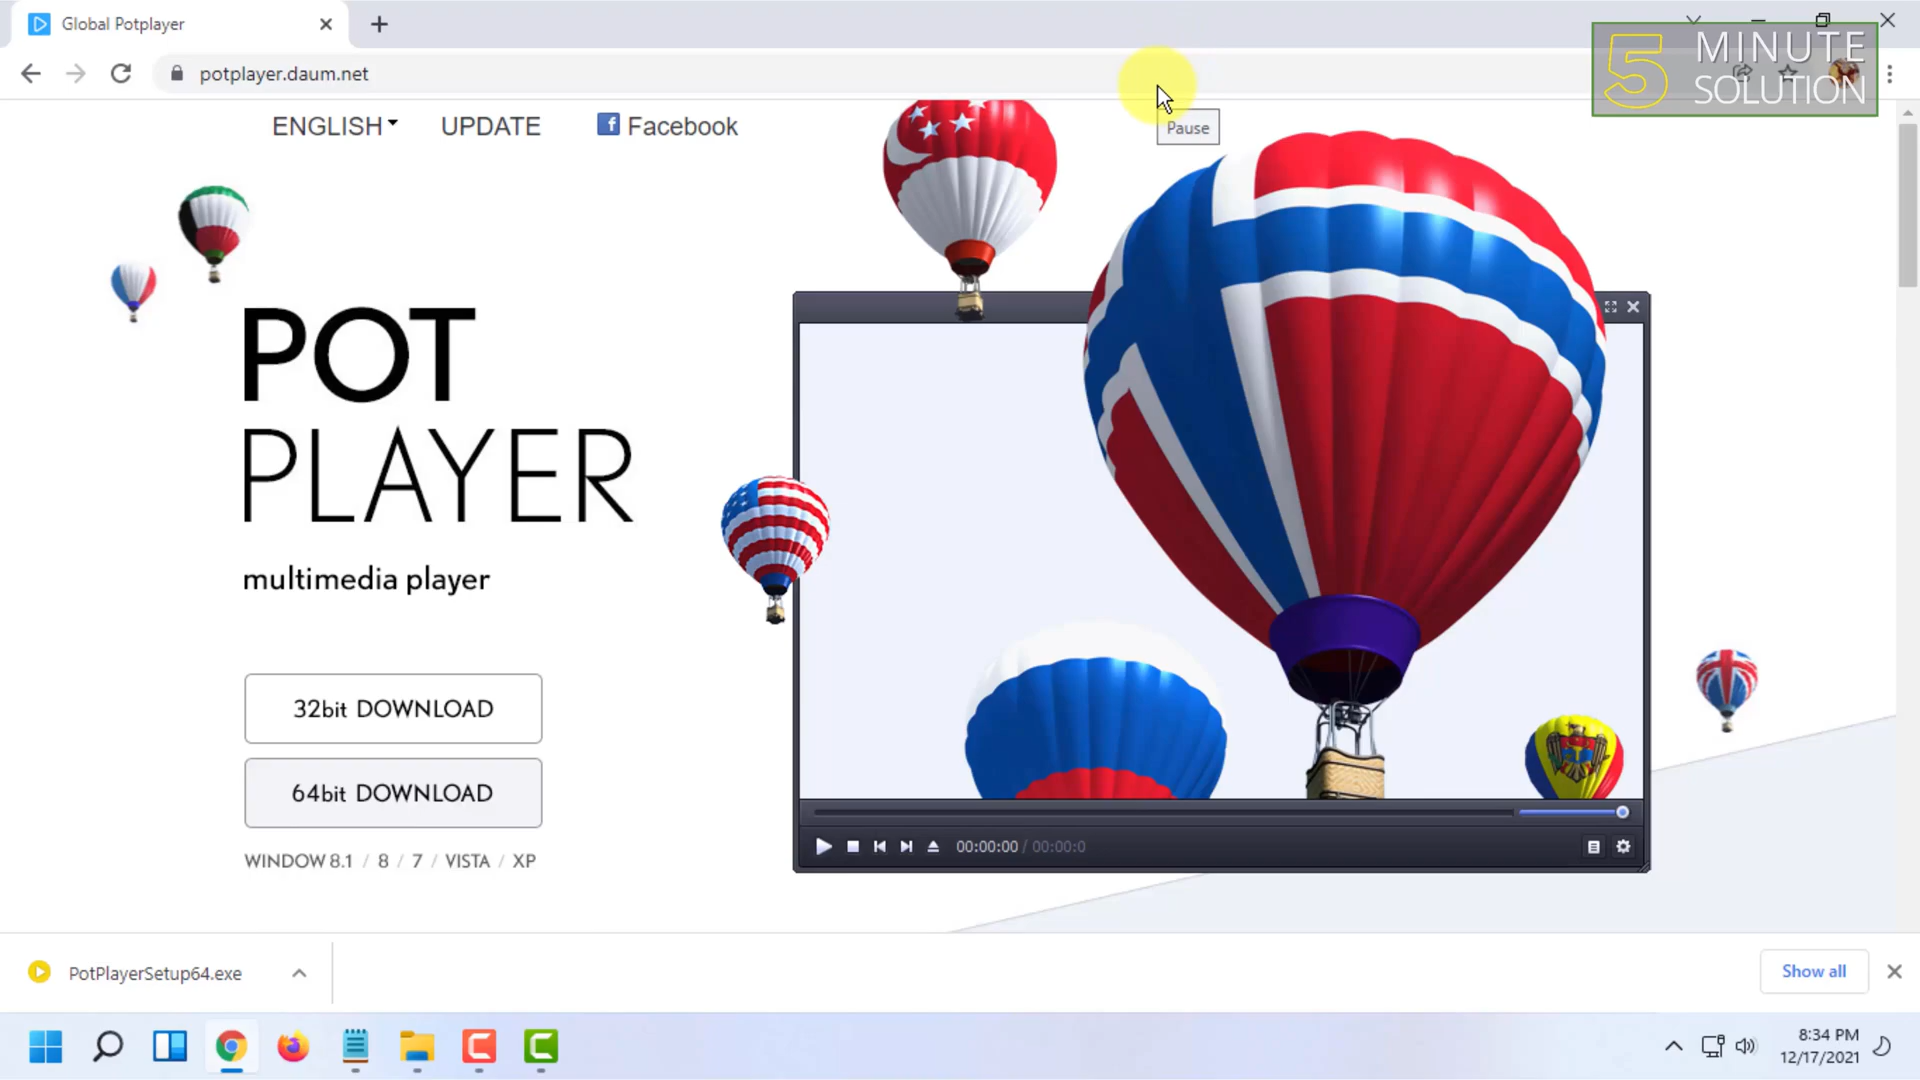 Global Potplayer
potplayer.daum.net
5 MINUTE
SOLUTION
ENGLISH
UPDATE
Facebook
Pause
POT
PLAYER
multimedia player
32bit DOWNLOAD
64bit DOWNLOAD
WINDOW 8.1 / 8 / 7 / VISTA / XP
00:00:00 / 00:00:0
PotPlayerSetup64.exe
Show all
8:34 PM
12/17/2021